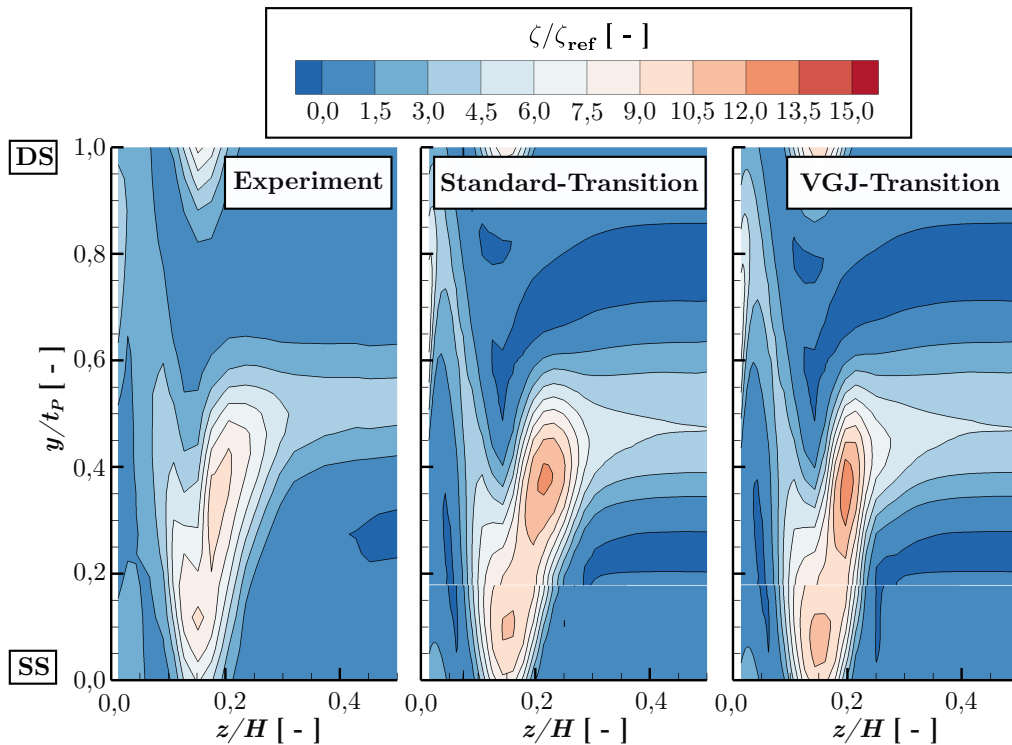 ζ/ζref [ - ]
0,0 1,5 3,0 4,5 6,0 7,5 9,0 10,5 12,0 13,5 15,0
DS
SS
y/tP [ - ]
1,0
0,8
0,6
0,4
0,2
0,0
Experiment
Standard-Transition
VGJ-Transition
0,0 0,2 0,4
0,0 0,2 0,4
0,0 0,2 0,4
z/H [ - ]
z/H [ - ]
z/H [ - ]